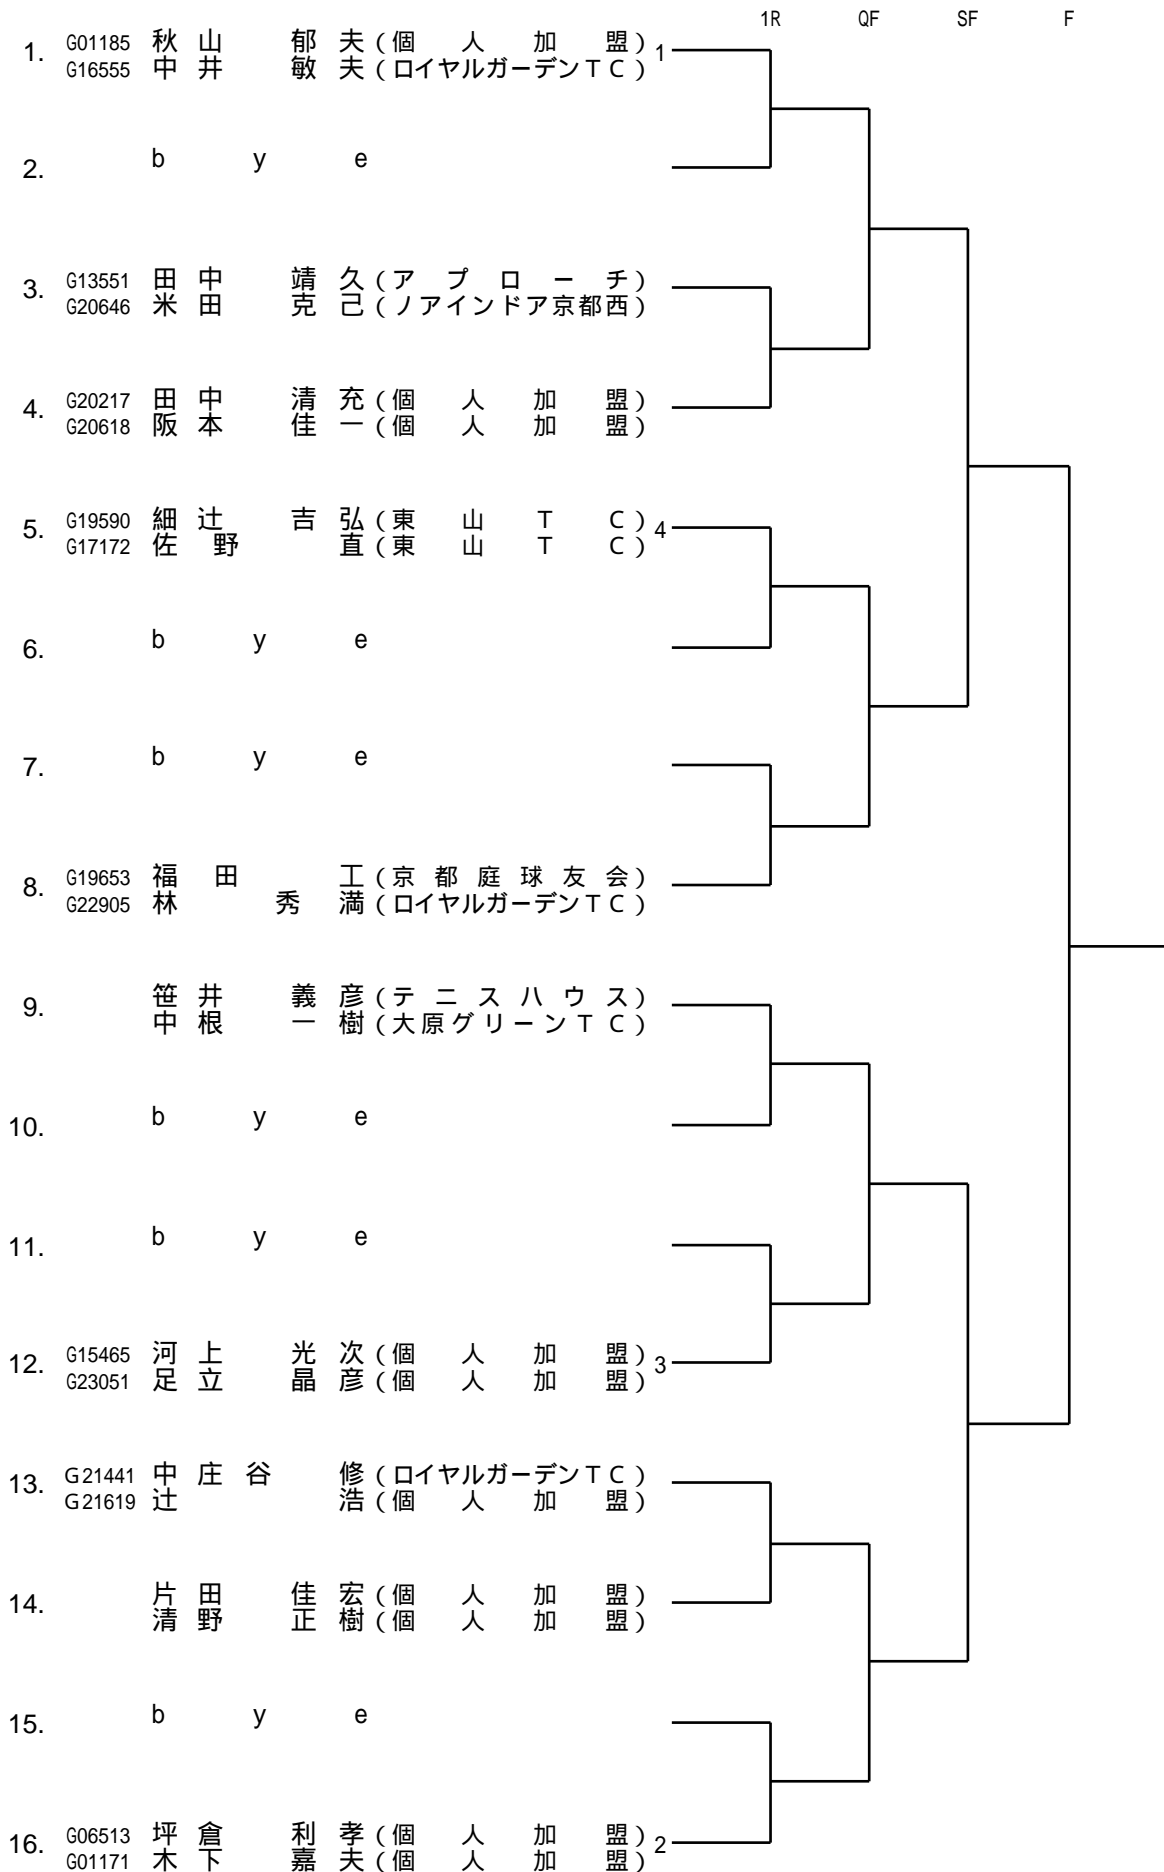 1R QF SF F
1. G01185 秋山 郁夫(個人加盟) 1
G16555 中井 敏夫(ロイヤルガーデンTC)
2. bye
3. G13551 田中 靖久(アプローチ)
G20646 米田 克己(ノアインドア京都西)
4. G20217 田中 清充(個人加盟)
G20618 阪本 佳一(個人加盟)
5. G19590 細辻 吉弘(東山TC) 4
G17172 佐野 直(東山TC)
6. bye
7. bye
8. G19653 福田 工(京都庭球友会)
G22905 林 秀満(ロイヤルガーデンTC)
9. 笹井 義彦(テニスハウス)
中根 一樹(大原グリーンTC)
10. bye
11. bye
12. G15465 河上 光次(個人加盟) 3
G23051 足立 晶彦(個人加盟)
13. G21441 中庄谷 修(ロイヤルガーデンTC)
G21619 辻 浩(個人加盟)
14. 片田 佳宏(個人加盟)
清野 正樹(個人加盟)
15. bye
16. G06513 坪倉 利孝(個人加盟) 2
G01171 木下 嘉夫(個人加盟)